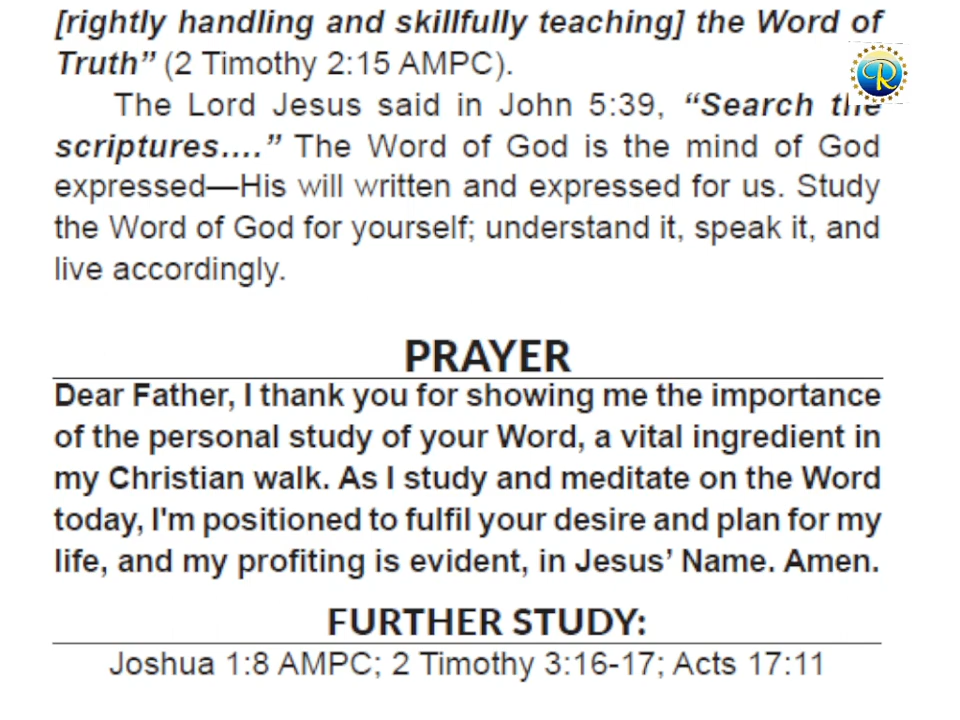 [rightly handling and skillfully teaching] the Word of
Truth” (2 Timothy 2:15 AMPC).
The Lord Jesus said in John 5:39, “Search the
scriptures....” The Word of God is the mind of God
expressed—His will written and expressed for us. Study
the Word of God for yourself; understand it, speak it, and
live accordingly.
PRAYER
Dear Father, I thank you for showing me the importance
of the personal study of your Word, a vital ingredient in
my Christian walk. As I study and meditate on the Word
today, I'm positioned to fulfil your desire and plan for my
life, and my profiting is evident, in Jesus’ Name. Amen.
FURTHER STUDY:
Joshua 1:8 AMPC; 2 Timothy 3:16-17; Acts 17:11